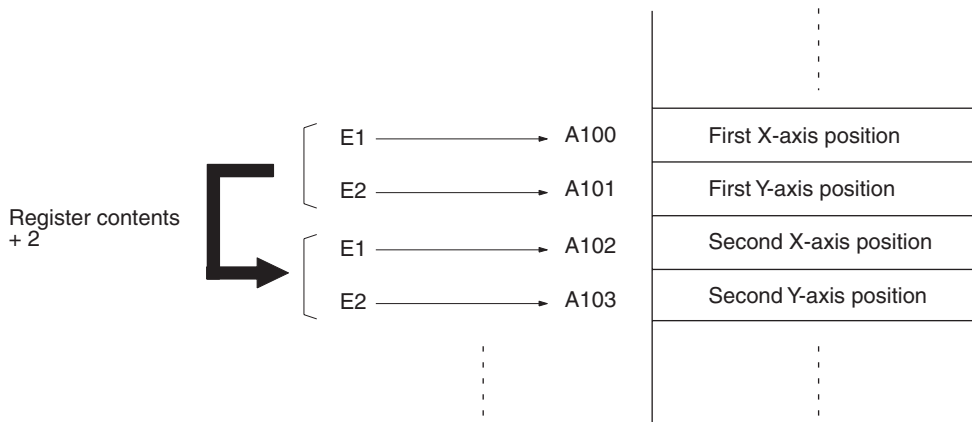 E1 A100 First X-axis position
E2 A101 First Y-axis position
Register contents
+ 2
E1 A102 Second X-axis position
E2 A103 Second Y-axis position